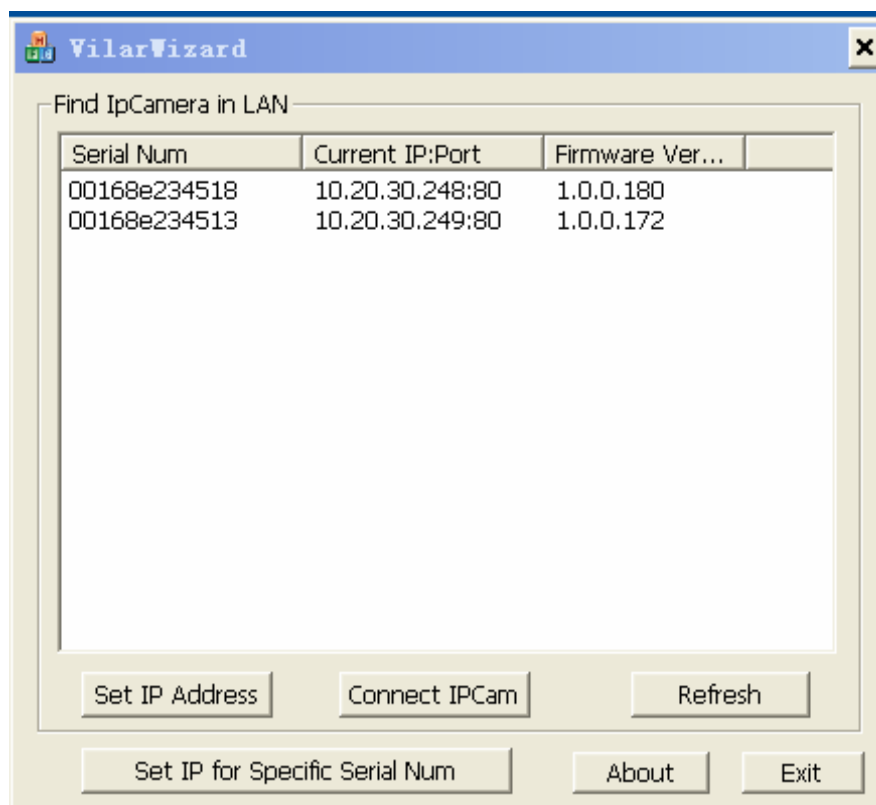 VilarWizard
Find IpCamera in LAN
Serial Num Current IP:Port Firmware Ver...
00168e234518 10.20.30.248:80 1.0.0.180
00168e234513 10.20.30.249:80 1.0.0.172
Set IP Address Connect IPCam Refresh
Set IP for Specific Serial Num About Exit